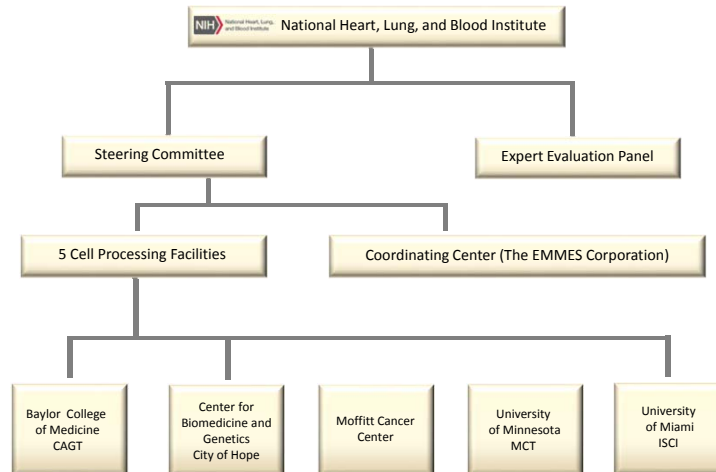 NIH National Heart, Lung,
and Blood Institute
National Heart, Lung, and Blood Institute
Steering Committee
Expert Evaluation Panel
5 Cell Processing Facilities
Coordinating Center (The EMMES Corporation)
Baylor College
of Medicine
CAGT
Center for
Biomedicine and
Genetics
City of Hope
Moffitt Cancer
Center
University
of Minnesota
MCT
University
of Miami
ISCI